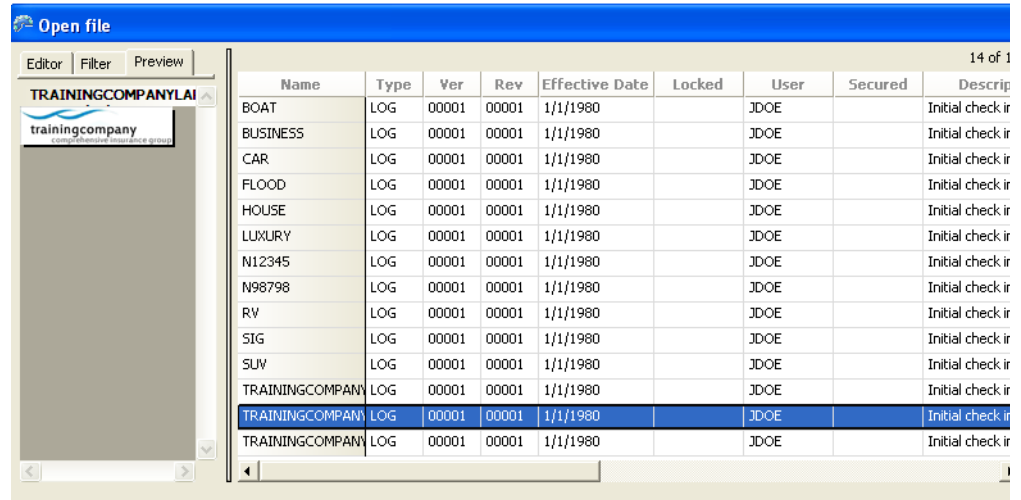 Open file
Editor Filter Preview
TRAININGCOMPANYLAI
trainingcompany
comprehensive insurance group
14 of 1
Name Type Ver Rev Effective Date Locked User Secured Descrip
BOAT LOG 00001 00001 1/1/1980 JDOE Initial check in
BUSINESS LOG 00001 00001 1/1/1980 JDOE Initial check in
CAR LOG 00001 00001 1/1/1980 JDOE Initial check in
FLOOD LOG 00001 00001 1/1/1980 JDOE Initial check in
HOUSE LOG 00001 00001 1/1/1980 JDOE Initial check in
LUXURY LOG 00001 00001 1/1/1980 JDOE Initial check in
N12345 LOG 00001 00001 1/1/1980 JDOE Initial check in
N98798 LOG 00001 00001 1/1/1980 JDOE Initial check in
RV LOG 00001 00001 1/1/1980 JDOE Initial check in
SIG LOG 00001 00001 1/1/1980 JDOE Initial check in
SUV LOG 00001 00001 1/1/1980 JDOE Initial check in
TRAININGCOMPANY LOG 00001 00001 1/1/1980 JDOE Initial check in
TRAININGCOMPANY LOG 00001 00001 1/1/1980 JDOE Initial check in
TRAININGCOMPANY LOG 00001 00001 1/1/1980 JDOE Initial check in